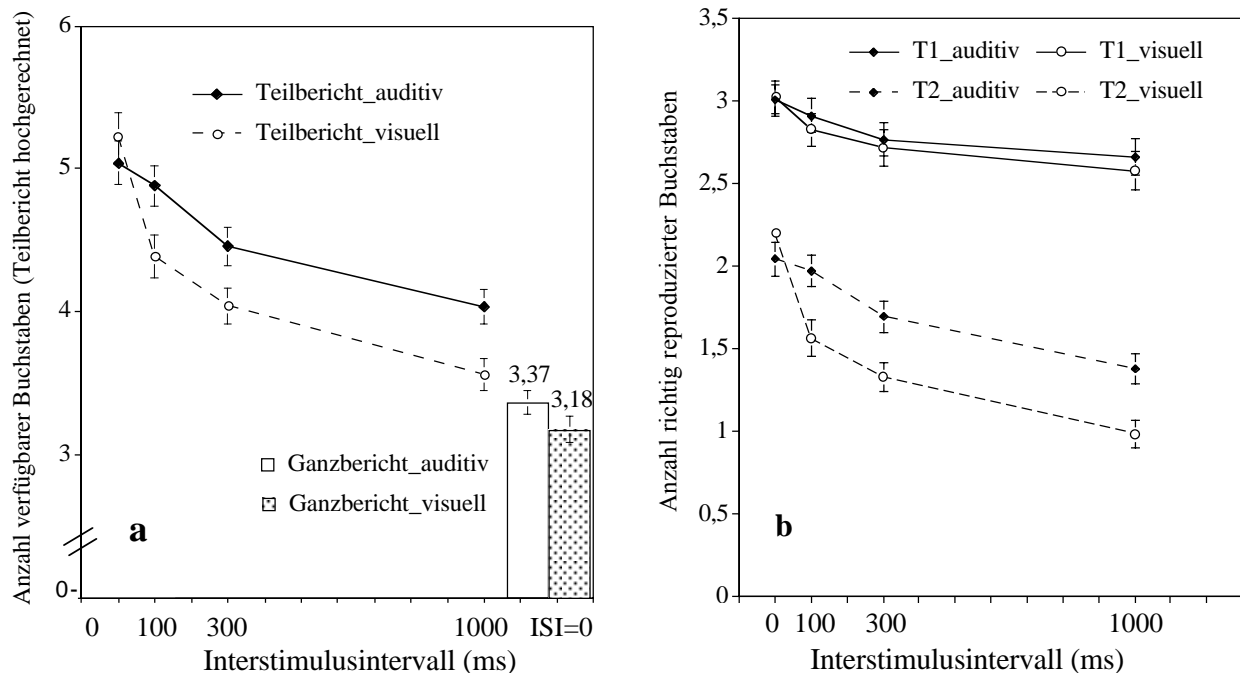 Anzahl verfügbarer Buchstaben (Teilbericht hochgerechnet)
6
5
4
3
0-
Teilbericht_auditiv
Teilbericht_visuell
3,37
3,18
Ganzbericht_auditiv
Ganzbericht_visuell
a
0 100 300 1000 ISI=0
Interstimulusintervall (ms)
Anzahl richtig reproduzierter Buchstaben
3,5
3
2,5
2
1,5
1
0,5
0
T1_auditiv T1_visuell
T2_auditiv T2_visuell
b
0 100 300 1000
Interstimulusintervall (ms)